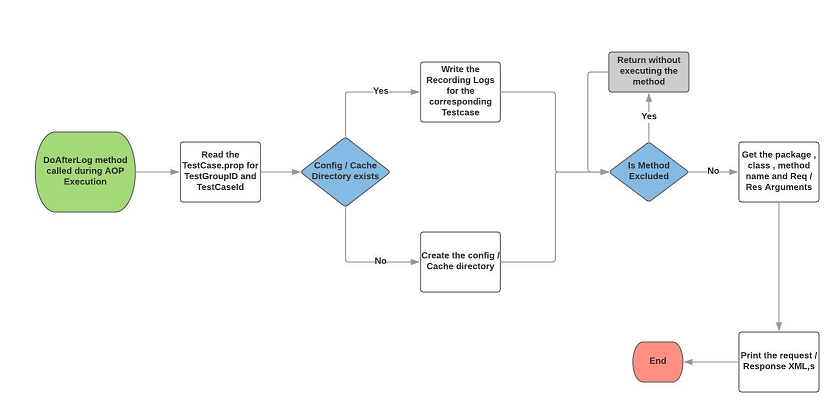 DoAfterLog method
called during AOP
Execution
Read the
TestCase.prop for
TestGroupID and
TestCaseId
Config / Cache
Directory exists
Yes
Write the
Recording Logs
for the
corresponding
Testcase
No
Create the config /
Cache directory
Is Method
Excluded
Yes
Return without
executing the
method
No
Get the package ,
class , method
name and Req /
Res Arguments
Print the request /
Response XML,s
End